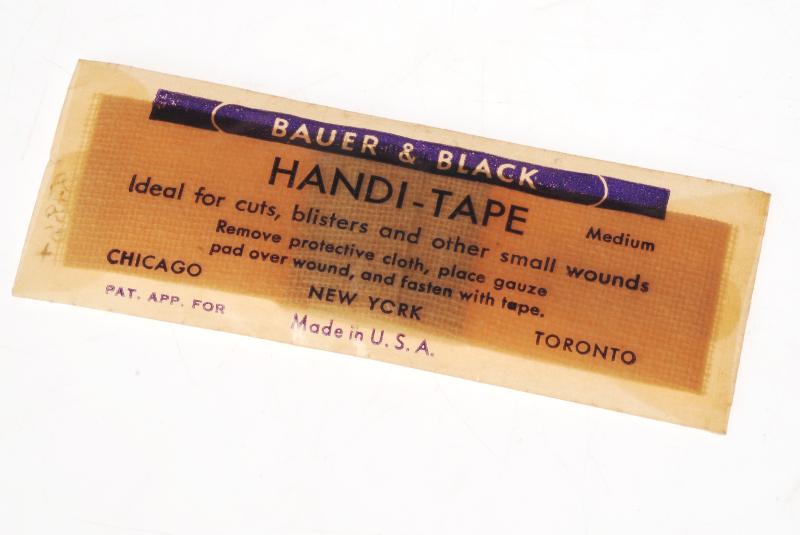 BAUER & BLACK
HANDI-TAPE
Medium
Ideal for cuts, blisters and other small wounds
Remove protective cloth, place gauze
pad over wound, and fasten with tape.
CHICAGO
NEW YORK
TORONTO
PAT. APP. FOR
Made in U.S.A.